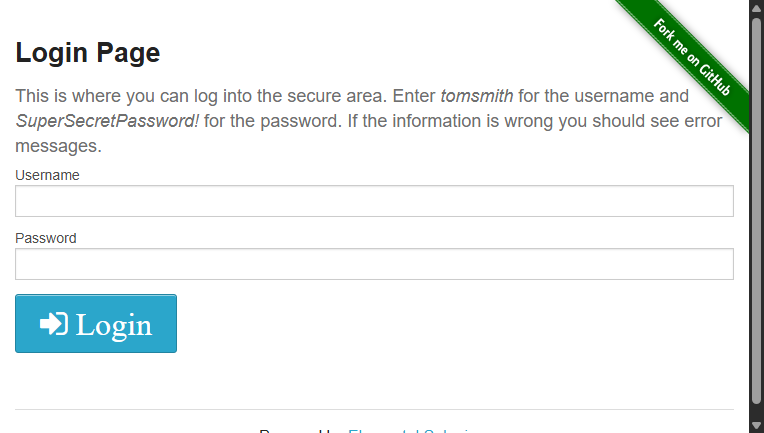 Fork me on GitHub
Login Page
This is where you can log into the secure area. Enter tomsmith for the username and
SuperSecretPassword! for the password. If the information is wrong you should see error
messages.
Username
Password
Login